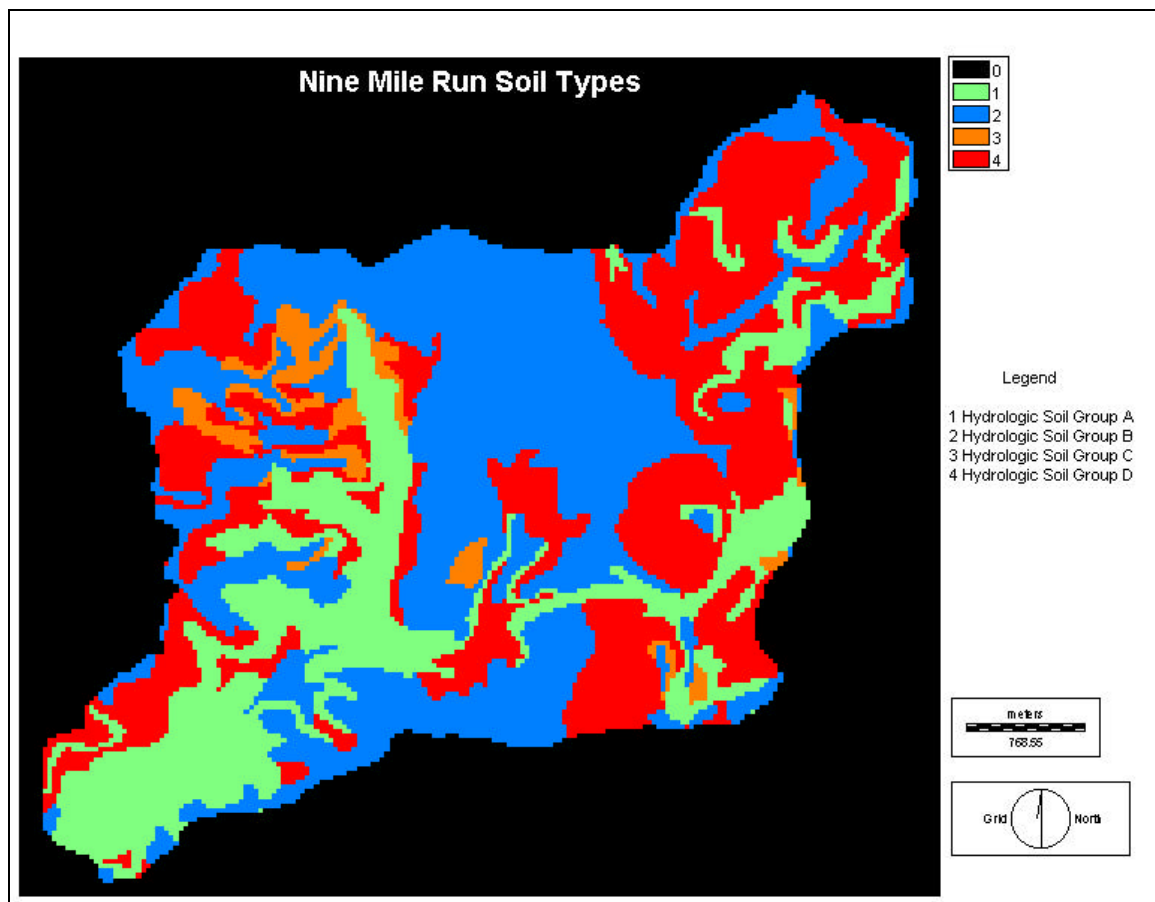 Nine Mile Run Soil Types
0
1
2
3
4
Legend
1 Hydrologic Soil Group A
2 Hydrologic Soil Group B
3 Hydrologic Soil Group C
4 Hydrologic Soil Group D
meters
768.55
Grid North